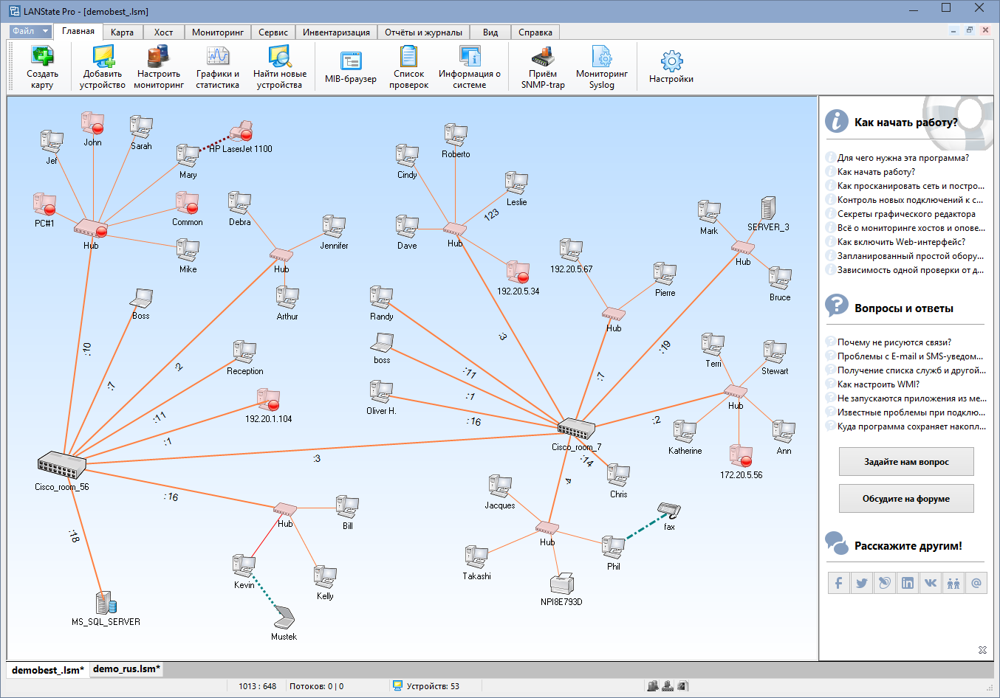 LANState Pro - [demobest_.lsm]
Файл
Главная
Карта
Хост
Мониторинг
Сервис
Инвентаризация
Отчёты и журналы
Вид
Справка
Создать
карту
Добавить
устройство
Настроить
мониторинг
Графики и
статистика
Найти новые
устройства
MIB-браузер
Список
проверок
Информация о
системе
Приём
SNMP-trap
Мониторинг
Syslog
Настройки
Jef
John
Sarah
HP LaserJet 1100
Mary
PC#1
Hub
Common
Mike
Debra
Jennifer
Hub
Arthur
Boss
Reception
192.20.1.104
:10
:7
:2
:11
:1
:3
:16
:18
Cisco_room_56
MS_SQL_SERVER
Hub
Bill
Kevin
Kelly
Mustek
Roberto
Cindy
Leslie
123
Dave
Hub
192.20.5.34
192.20.5.67
Pierre
Hub
Mark
SERVER_3
Hub
Bruce
Randy
boss
Oliver H.
:3
:11
:1
:16
:7
:19
:2
:14
:4
Cisco_room_7
Terri
Stewart
Hub
Katherine
Ann
172.20.5.56
Chris
Jacques
Hub
Takashi
Phil
fax
NPI8E793D
Как начать работу?
Для чего нужна эта программа?
Как начать работу?
Как просканировать сеть и постро...
Контроль новых подключений к с...
Секреты графического редактора
Всё о мониторинге хостов и опове...
Как включить Web-интерфейс?
Запланированный простой обору...
Зависимость одной проверки от д...
Вопросы и ответы
Почему не рисуются связи?
Проблемы с E-mail и SMS-уведом...
Получение списка служб и другой...
Как настроить WMI?
Не запускаются приложения из ме...
Известные проблемы при подклю...
Куда программа сохраняет накопл...
Задайте нам вопрос
Обсудите на форуме
Расскажите другим!
demobest_.lsm*
demo_rus.lsm*
1013 : 648
Потоков: 0 | 0
Устройств: 53